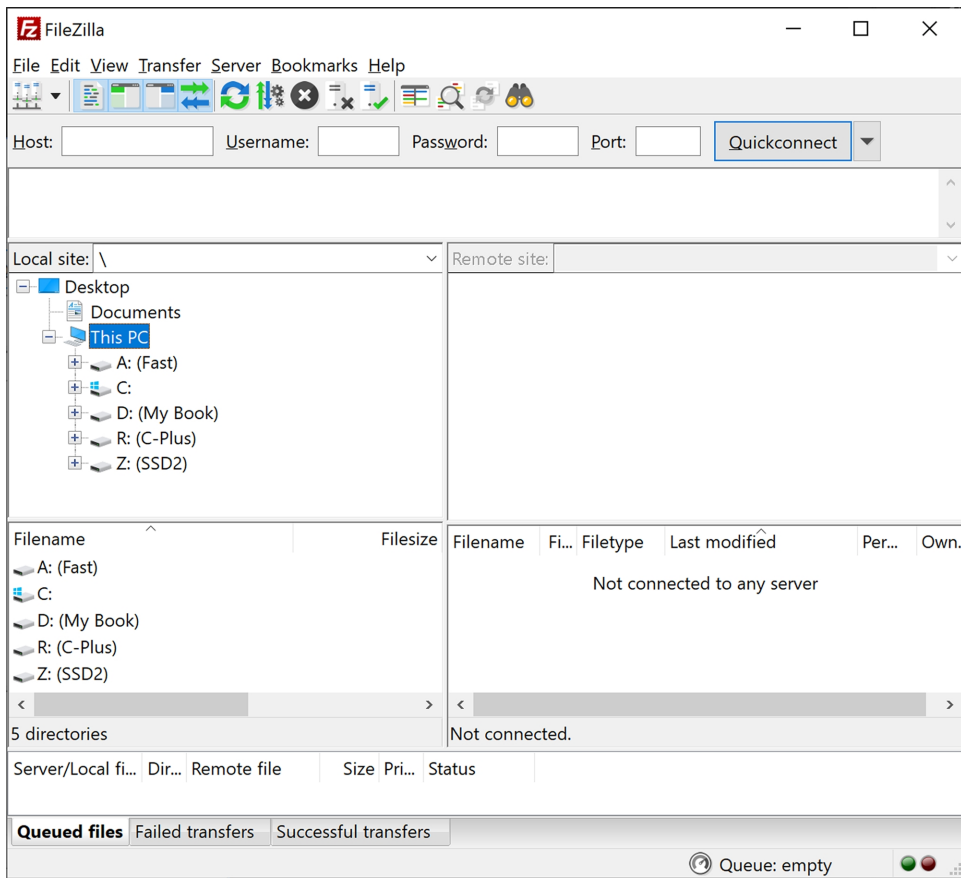 FileZilla
File Edit View Transfer Server Bookmarks Help
Host: Username: Password: Port: Quickconnect
Local site: \
Desktop
Documents
This PC
A: (Fast)
C:
D: (My Book)
R: (C-Plus)
Z: (SSD2)
Remote site:
Filename Filesize
A: (Fast)
C:
D: (My Book)
R: (C-Plus)
Z: (SSD2)
5 directories
Filename Fi... Filetype Last modified Per... Own.
Not connected to any server
Not connected.
Server/Local fi... Dir... Remote file Size Pri... Status
Queued files Failed transfers Successful transfers
Queue: empty